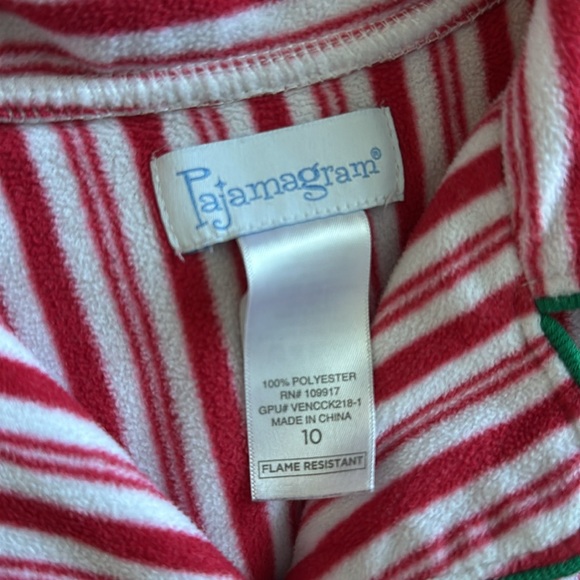 Pajamagram®
100% POLYESTER
RN# 109917
GPU# VENCCK218-1
MADE IN CHINA
10
FLAME RESISTANT